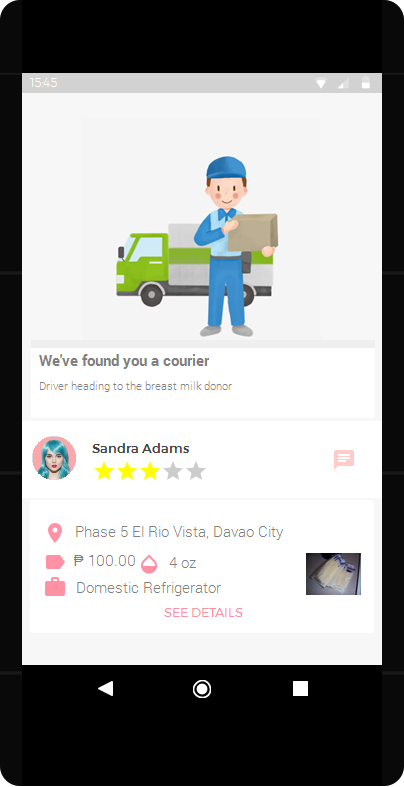 15:45
We've found you a courier
Driver heading to the breast milk donor
Sandra Adams
Phase 5 El Rio Vista, Davao City
₱ 100.00 4 oz
Domestic Refrigerator
SEE DETAILS